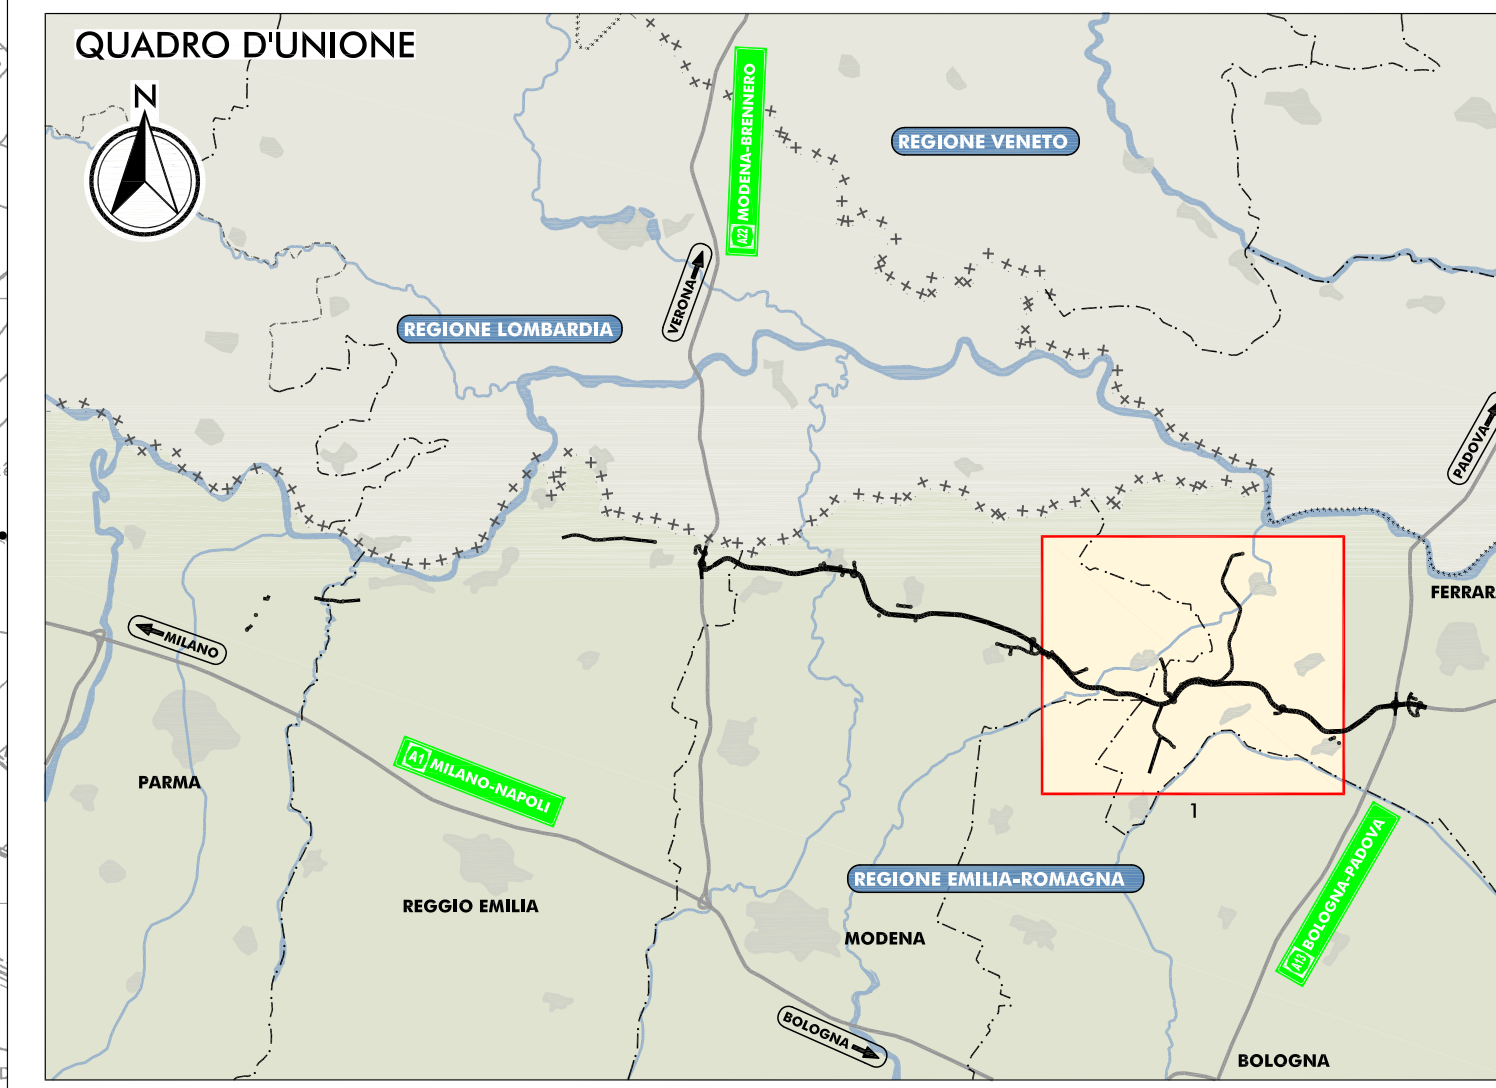 QUADRO D'UNIONE
N
A22 MODENA-BRENNERO
REGIONE VENETO
VERONA
REGIONE LOMBARDIA
PADOVA
FERRAR
MILANO
PARMA
A1 MILANO-NAPOLI
1
REGIONE EMILIA-ROMAGNA
REGGIO EMILIA
MODENA
A13 BOLOGNA-PADOVA
BOLOGNA
BOLOGNA